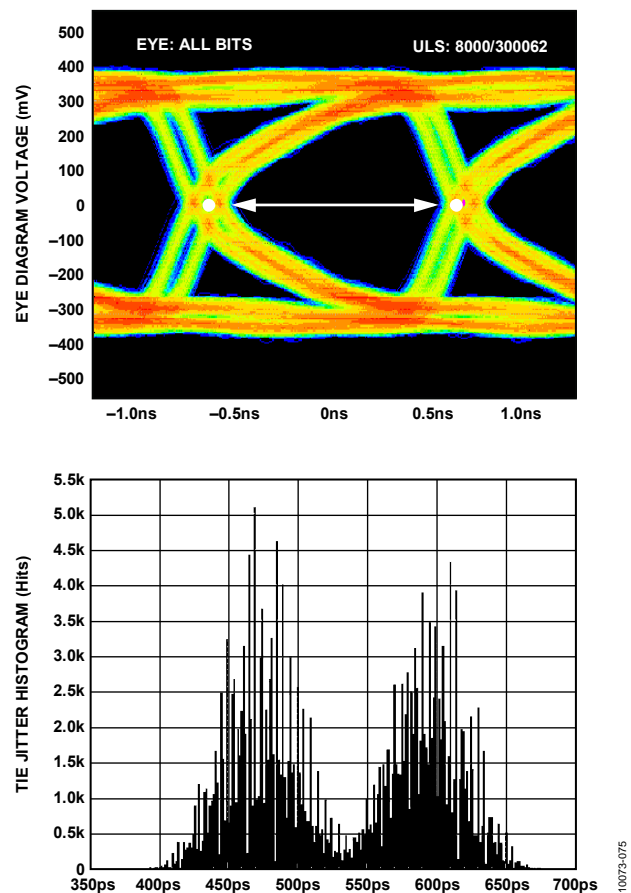 EYE: ALL BITS
ULS: 8000/300062
EYE DIAGRAM VOLTAGE (mV)
500
400
300
200
100
0
–100
–200
–300
–400
–500
–1.0ns –0.5ns 0ns 0.5ns 1.0ns
TIE JITTER HISTOGRAM (Hits)
5.5k
5.0k
4.5k
4.0k
3.5k
3.0k
2.5k
2.0k
1.5k
1.0k
0.5k
0
350ps 400ps 450ps 500ps 550ps 600ps 650ps 700ps
10073-075